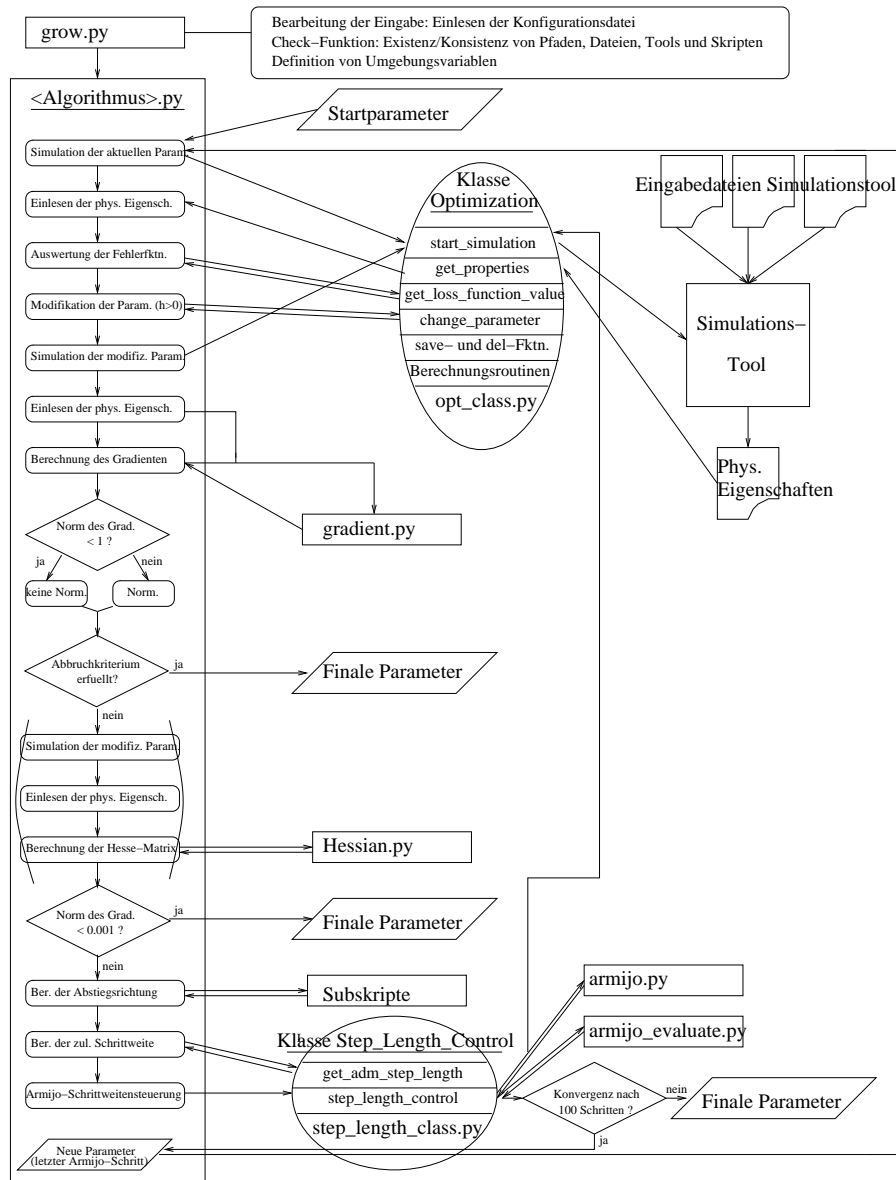 grow.py
Bearbeitung der Eingabe: Einlesen der Konfigurationsdatei
Check−Funktion: Existenz/Konsistenz von Pfaden, Dateien, Tools und Skripten
Definition von Umgebungsvariablen
<Algorithmus>.py
Startparameter
Simulation der aktuellen Param.
Einlesen der phys. Eigensch.
Auswertung der Fehlerfktn.
Modifikation der Param. (h>0)
Simulation der modifiz. Param.
Einlesen der phys. Eigensch.
Berechnung des Gradienten
Klasse
Optimization
start_simulation
get_properties
get_loss_function_value
change_parameter
save− und del−Fktn.
Berechnungsroutinen
opt_class.py
Eingabedateien Simulationstool
Simulations−
Tool
Phys.
Eigenschaften
gradient.py
Norm des Grad.
< 1 ?
ja
nein
keine Norm.
Norm.
Abbruchkriterium
erfuellt?
ja
Finale Parameter
nein
Simulation der modifiz. Param.
Einlesen der phys. Eigensch.
Berechnung der Hesse−Matrix
Hessian.py
Norm des Grad.
< 0.001 ?
ja
Finale Parameter
nein
Ber. der Abstiegsrichtung
Subskripte
Ber. der zul. Schrittweite
Armijo−Schrittweitensteuerung
Klasse Step_Length_Control
get_adm_step_length
step_length_control
step_length_class.py
armijo.py
armijo_evaluate.py
Konvergenz nach
100 Schritten ?
nein
Finale Parameter
ja
Neue Parameter
(letzter Armijo−Schritt)